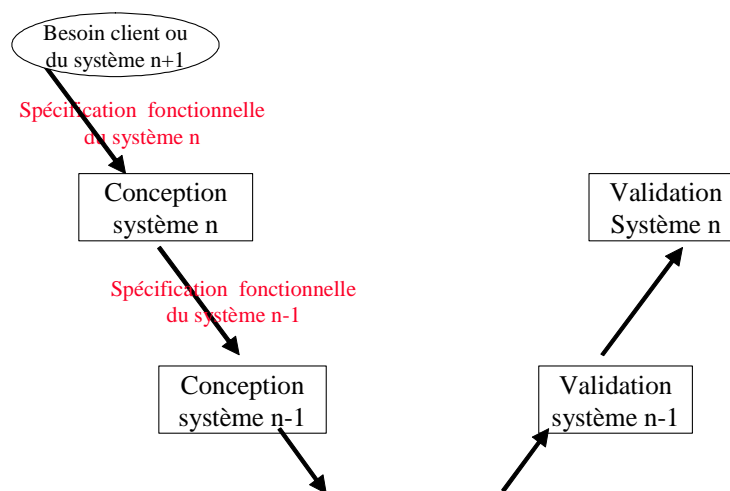 Besoin client ou
du système n+1
Spécification fonctionnelle
du système n
Conception
système n
Validation
Système n
Spécification fonctionnelle
du système n-1
Conception
système n-1
Validation
système n-1